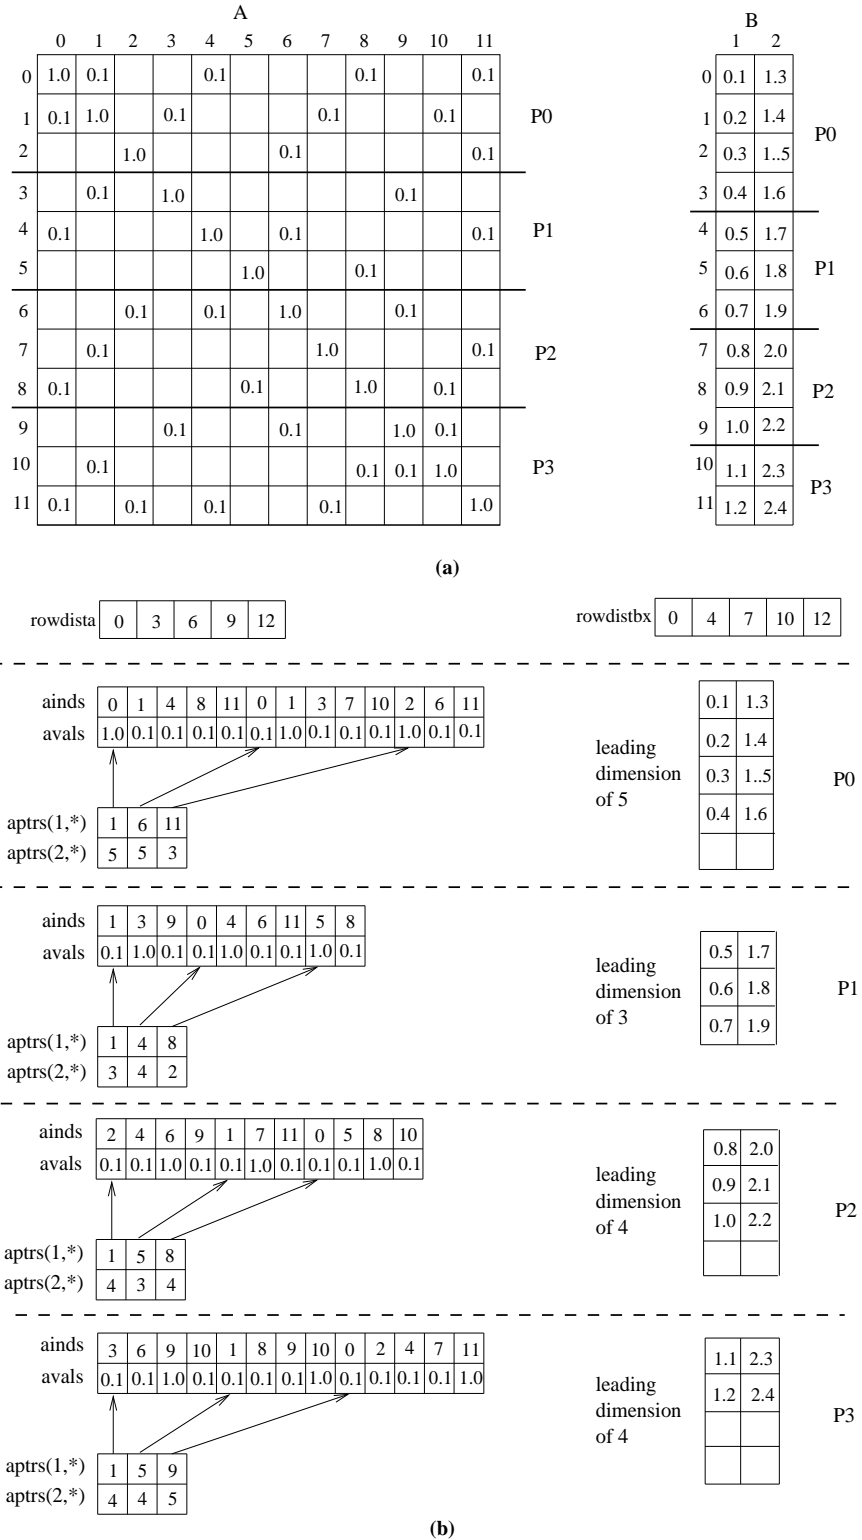 A
B
0 1 2 3 4 5 6 7 8 9 10 11
1 2
0 1.0 0.1 0.1 0.1 0.1
0 0.1 1.3
1 0.1 1.0 0.1 0.1 0.1 P0
1 0.2 1.4
2 1.0 0.1 0.1
2 0.3 1..5 P0
3 0.1 1.0 0.1
3 0.4 1.6
4 0.1 1.0 0.1 0.1 P1
4 0.5 1.7
5 1.0 0.1
5 0.6 1.8 P1
6 0.1 0.1 1.0 0.1
6 0.7 1.9
7 0.1 1.0 0.1 P2
7 0.8 2.0
8 0.1 0.1 1.0 0.1
8 0.9 2.1 P2
9 0.1 0.1 1.0 0.1
9 1.0 2.2
10 0.1 0.1 0.1 1.0 P3
10 1.1 2.3
11 0.1 0.1 0.1 0.1 1.0
11 1.2 2.4 P3
(a)
rowdista 0 3 6 9 12
rowdistbx 0 4 7 10 12
ainds 0 1 4 8 11 0 1 3 7 10 2 6 11
avals 1.0 0.1 0.1 0.1 0.1 0.1 1.0 0.1 0.1 0.1 1.0 0.1 0.1
aptrs(1,*) 1 6 11
aptrs(2,*) 5 5 3
leading
dimension
of 5
0.1 1.3
0.2 1.4
0.3 1..5
0.4 1.6
P0
ainds 1 3 9 0 4 6 11 5 8
avals 0.1 1.0 0.1 0.1 1.0 0.1 0.1 1.0 0.1
aptrs(1,*) 1 4 8
aptrs(2,*) 3 4 2
leading
dimension
of 3
0.5 1.7
0.6 1.8
0.7 1.9
P1
ainds 2 4 6 9 1 7 11 0 5 8 10
avals 0.1 0.1 1.0 0.1 0.1 1.0 0.1 0.1 0.1 1.0 0.1
aptrs(1,*) 1 5 8
aptrs(2,*) 4 3 4
leading
dimension
of 4
0.8 2.0
0.9 2.1
1.0 2.2
P2
ainds 3 6 9 10 1 8 9 10 0 2 4 7 11
avals 0.1 0.1 1.0 0.1 0.1 0.1 0.1 1.0 0.1 0.1 0.1 0.1 1.0
aptrs(1,*) 1 5 9
aptrs(2,*) 4 4 5
leading
dimension
of 4
1.1 2.3
1.2 2.4
P3
(b)